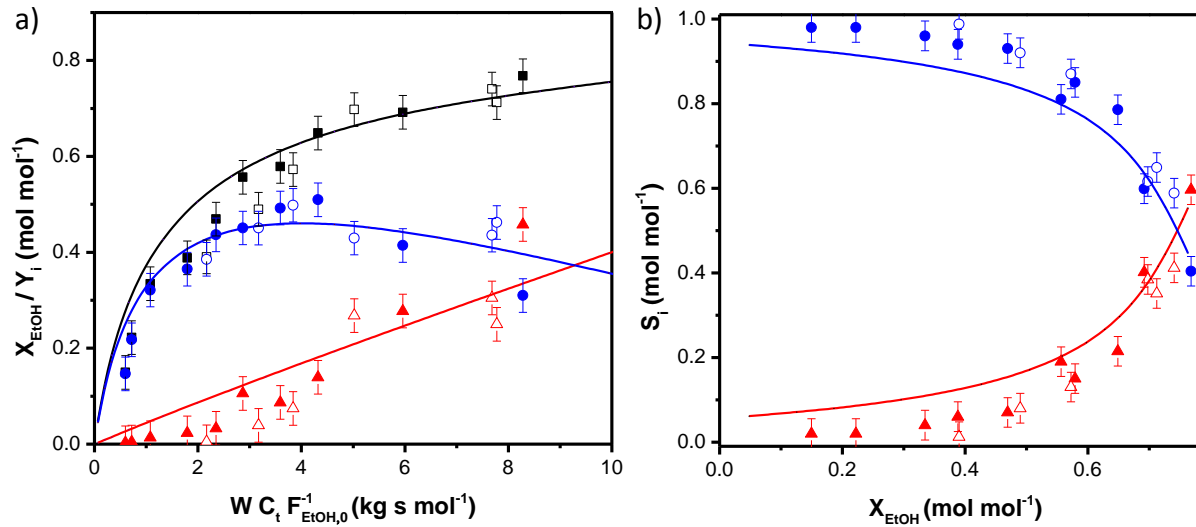 a)
X_EtOH / Y_i (mol mol⁻¹)
0.8
0.6
0.4
0.2
0.0
0 2 4 6 8 10
W C_t F⁻¹_EtOH,0 (kg s mol⁻¹)
b)
S_i (mol mol⁻¹)
1.0
0.8
0.6
0.4
0.2
0.0
0.0 0.2 0.4 0.6
X_EtOH (mol mol⁻¹)